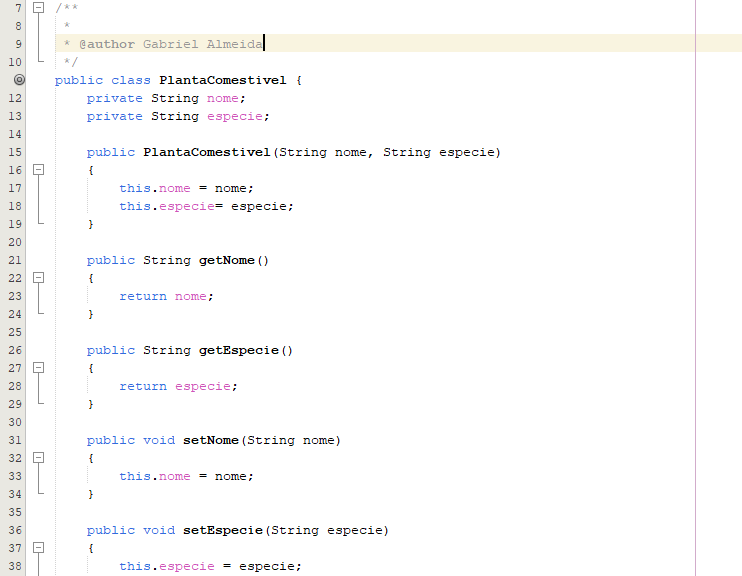 7 /**
8 *
9 * @author Gabriel Almeida
10 */
public class PlantaComestivel {
12 private String nome;
13 private String especie;
14
15 public PlantaComestivel(String nome, String especie)
16 {
17 this.nome = nome;
18 this.especie= especie;
19 }
20
21 public String getNome()
22 {
23 return nome;
24 }
25
26 public String getEspecie()
27 {
28 return especie;
29 }
30
31 public void setNome(String nome)
32 {
33 this.nome = nome;
34 }
35
36 public void setEspecie(String especie)
37 {
38 this.especie = especie;